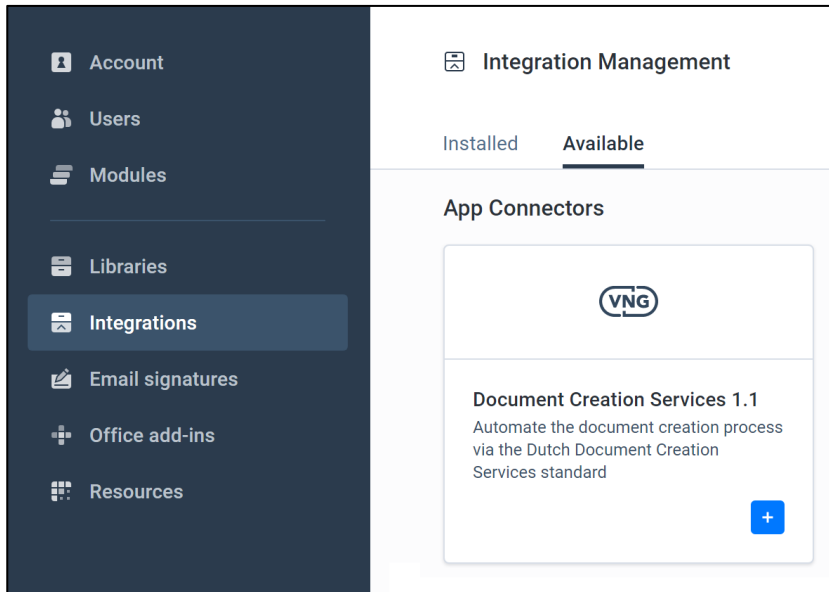 Account
Users
Modules
Libraries
Integrations
Email signatures
Office add-ins
Resources
Integration Management
Installed Available
App Connectors
VNG
Document Creation Services 1.1
Automate the document creation process
via the Dutch Document Creation
Services standard
+